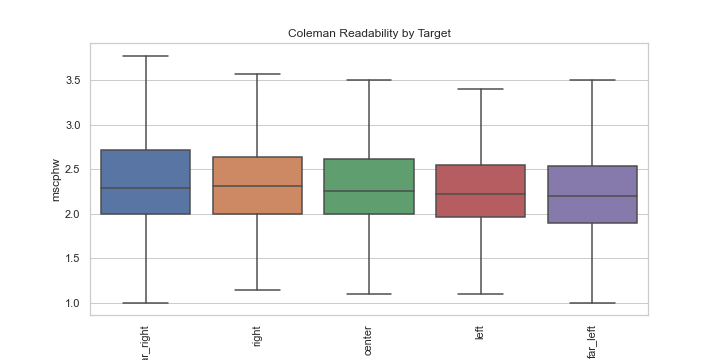 Coleman Readability by Target
mscphw
3.5
3.0
2.5
2.0
1.5
1.0
ar_right
right
center
left
far_left